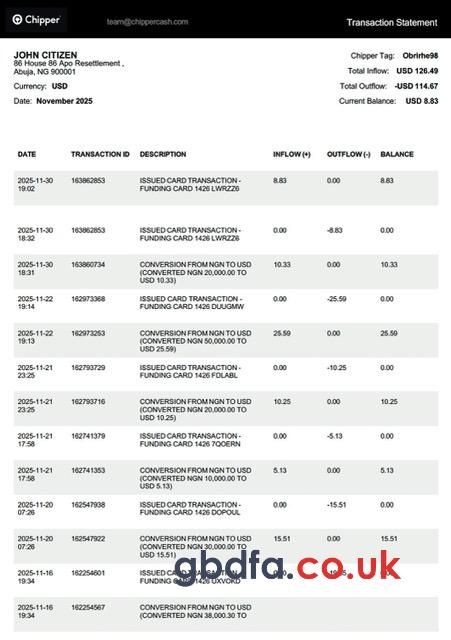 Chipper
team@chippercash.com
Transaction Statement
JOHN CITIZEN
86 House 86 Apo Resettlement ,
Abuja, NG 900001
Currency: USD
Date: November 2025
Chipper Tag: Obrirhe98
Total Inflow: USD 126.49
Total Outflow: -USD 114.67
Current Balance: USD 8.83
DATE TRANSACTION ID DESCRIPTION INFLOW (+) OUTFLOW (-) BALANCE
2025-11-30 163862853 ISSUED CARD TRANSACTION - 8.83 0.00 8.83
19:02 FUNDING CARD 1426 LWRZZ6
2025-11-30 163862853 ISSUED CARD TRANSACTION - 0.00 -8.83 0.00
18:32 FUNDING CARD 1426 LWRZZ6
2025-11-30 163860734 CONVERSION FROM NGN TO USD 10.33 0.00 10.33
18:31 (CONVERTED NGN 20,000.00 TO
USD 10.33)
2025-11-22 162973368 ISSUED CARD TRANSACTION - 0.00 -25.59 0.00
19:14 FUNDING CARD 1426 DUUGMW
2025-11-22 162973253 CONVERSION FROM NGN TO USD 25.59 0.00 25.59
19:13 (CONVERTED NGN 50,000.00 TO
USD 25.59)
2025-11-21 162793729 ISSUED CARD TRANSACTION - 0.00 -10.25 0.00
23:25 FUNDING CARD 1426 FDLABL
2025-11-21 162793716 CONVERSION FROM NGN TO USD 10.25 0.00 10.25
23:25 (CONVERTED NGN 20,000.00 TO
USD 10.25)
2025-11-21 162741379 ISSUED CARD TRANSACTION - 0.00 -5.13 0.00
17:58 FUNDING CARD 1426 7QOERN
2025-11-21 162741353 CONVERSION FROM NGN TO USD 5.13 0.00 5.13
17:58 (CONVERTED NGN 10,000.00 TO
USD 5.13)
2025-11-20 162547938 ISSUED CARD TRANSACTION - 0.00 -15.51 0.00
07:26 FUNDING CARD 1426 DOPOUL
2025-11-20 162547922 CONVERSION FROM NGN TO USD 15.51 0.00 15.51
07:26 (CONVERTED NGN 30,000.00 TO
USD 15.51)
gbdfa.co.uk
2025-11-16 162254601 ISSUED CARD TRANSACTION -
19:34 FUNDING CARD 1426 UXVOKD
2025-11-16 162254567 CONVERSION FROM NGN TO USD
19:34 (CONVERTED NGN 38,000.30 TO